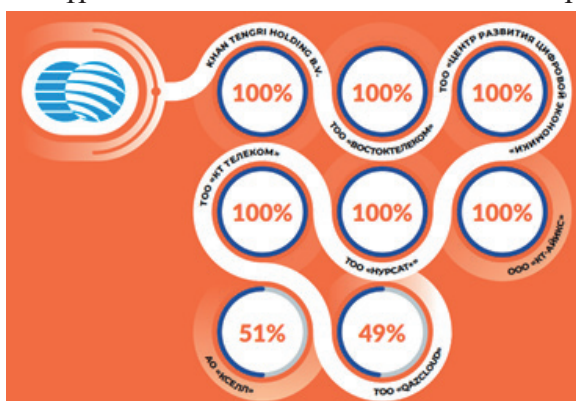 KHAN TENGRI HOLDING B.V.
100%
ТОО «ВОСТОКТЕЛЕКОМ»
100%
ТОО «ЦЕНТР РАЗВИТИЯ ЦИФРОВОЙ ЭКОНОМИКИ»
100%
ТОО «КТ ТЕЛЕКОМ»
100%
ТОО «НУРСАТ+»
100%
ООО «КТ-АЙИКС»
100%
АО «КСЕЛЛ»
51%
ТОО «QAZCLOUD»
49%